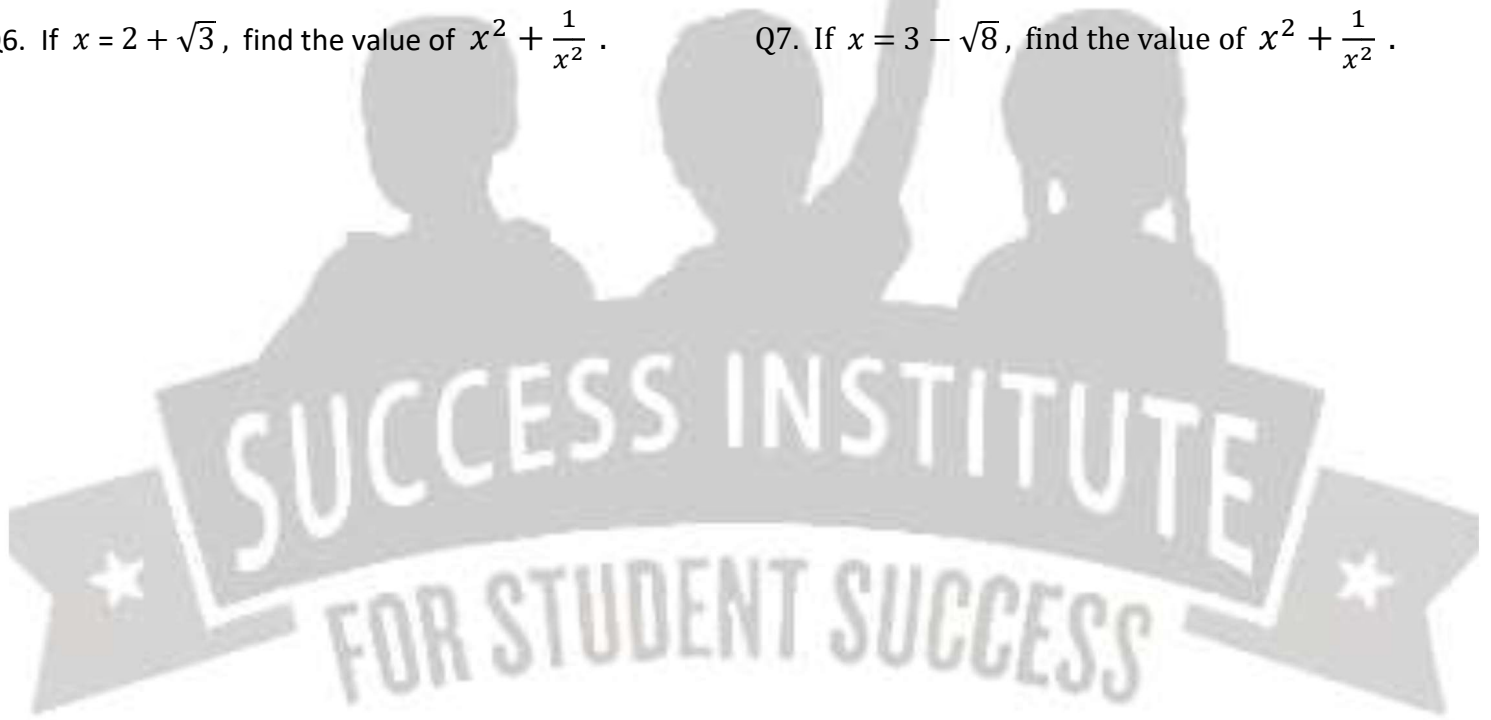 6. If x = 2 + √3, find the value of x² + 1/x² .
Q7. If x = 3 − √8, find the value of x² + 1/x² .
SUCCESS INSTITUTE
FOR STUDENT SUCCESS